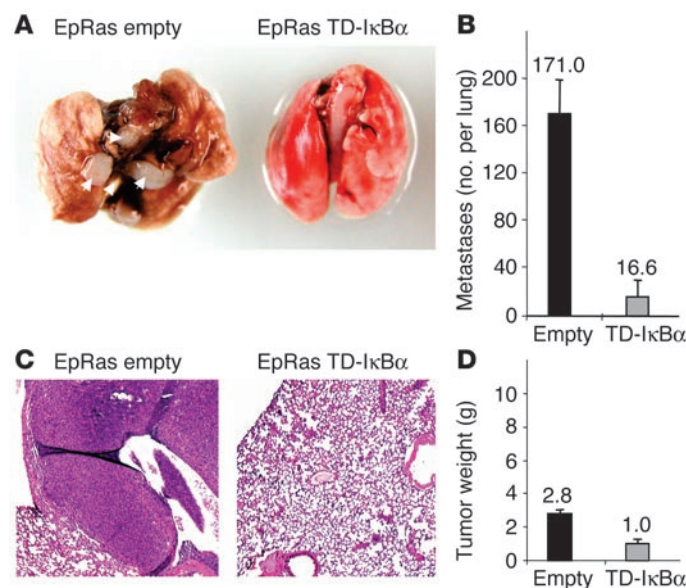 A
EpRas empty
EpRas TD-IκBα
B
Metastases (no. per lung)
200
160
120
80
40
0
171.0
16.6
Empty
TD-IκBα
C
EpRas empty
EpRas TD-IκBα
D
Tumor weight (g)
10
8
6
4
2
0
2.8
1.0
Empty
TD-IκBα